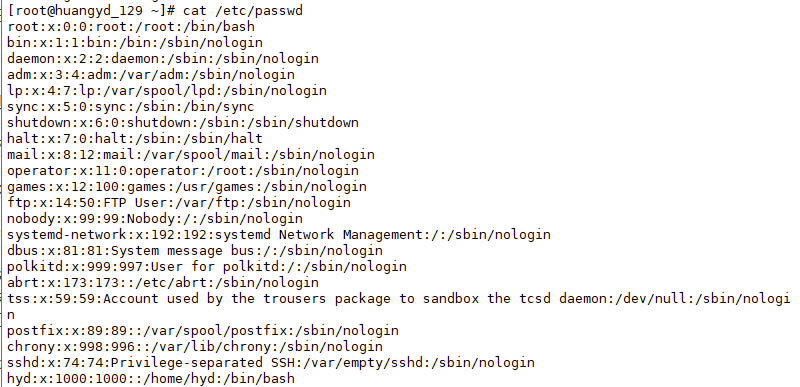 [root@huangyd_129 ~]# cat /etc/passwd
root:x:0:0:root:/root:/bin/bash
bin:x:1:1:bin:/bin:/sbin/nologin
daemon:x:2:2:daemon:/sbin:/sbin/nologin
adm:x:3:4:adm:/var/adm:/sbin/nologin
lp:x:4:7:lp:/var/spool/lpd:/sbin/nologin
sync:x:5:0:sync:/sbin:/bin/sync
shutdown:x:6:0:shutdown:/sbin:/sbin/shutdown
halt:x:7:0:halt:/sbin:/sbin/halt
mail:x:8:12:mail:/var/spool/mail:/sbin/nologin
operator:x:11:0:operator:/root:/sbin/nologin
games:x:12:100:games:/usr/games:/sbin/nologin
ftp:x:14:50:FTP User:/var/ftp:/sbin/nologin
nobody:x:99:99:Nobody:/:/sbin/nologin
systemd-network:x:192:192:systemd Network Management:/:/sbin/nologin
dbus:x:81:81:System message bus:/:/sbin/nologin
polkitd:x:999:997:User for polkitd:/:/sbin/nologin
abrt:x:173:173::/etc/abrt:/sbin/nologin
tss:x:59:59:Account used by the trousers package to sandbox the tcsd daemon:/dev/null:/sbin/nologi
n
postfix:x:89:89::/var/spool/postfix:/sbin/nologin
chrony:x:998:996::/var/lib/chrony:/sbin/nologin
sshd:x:74:74:Privilege-separated SSH:/var/empty/sshd:/sbin/nologin
hyd:x:1000:1000::/home/hyd:/bin/bash